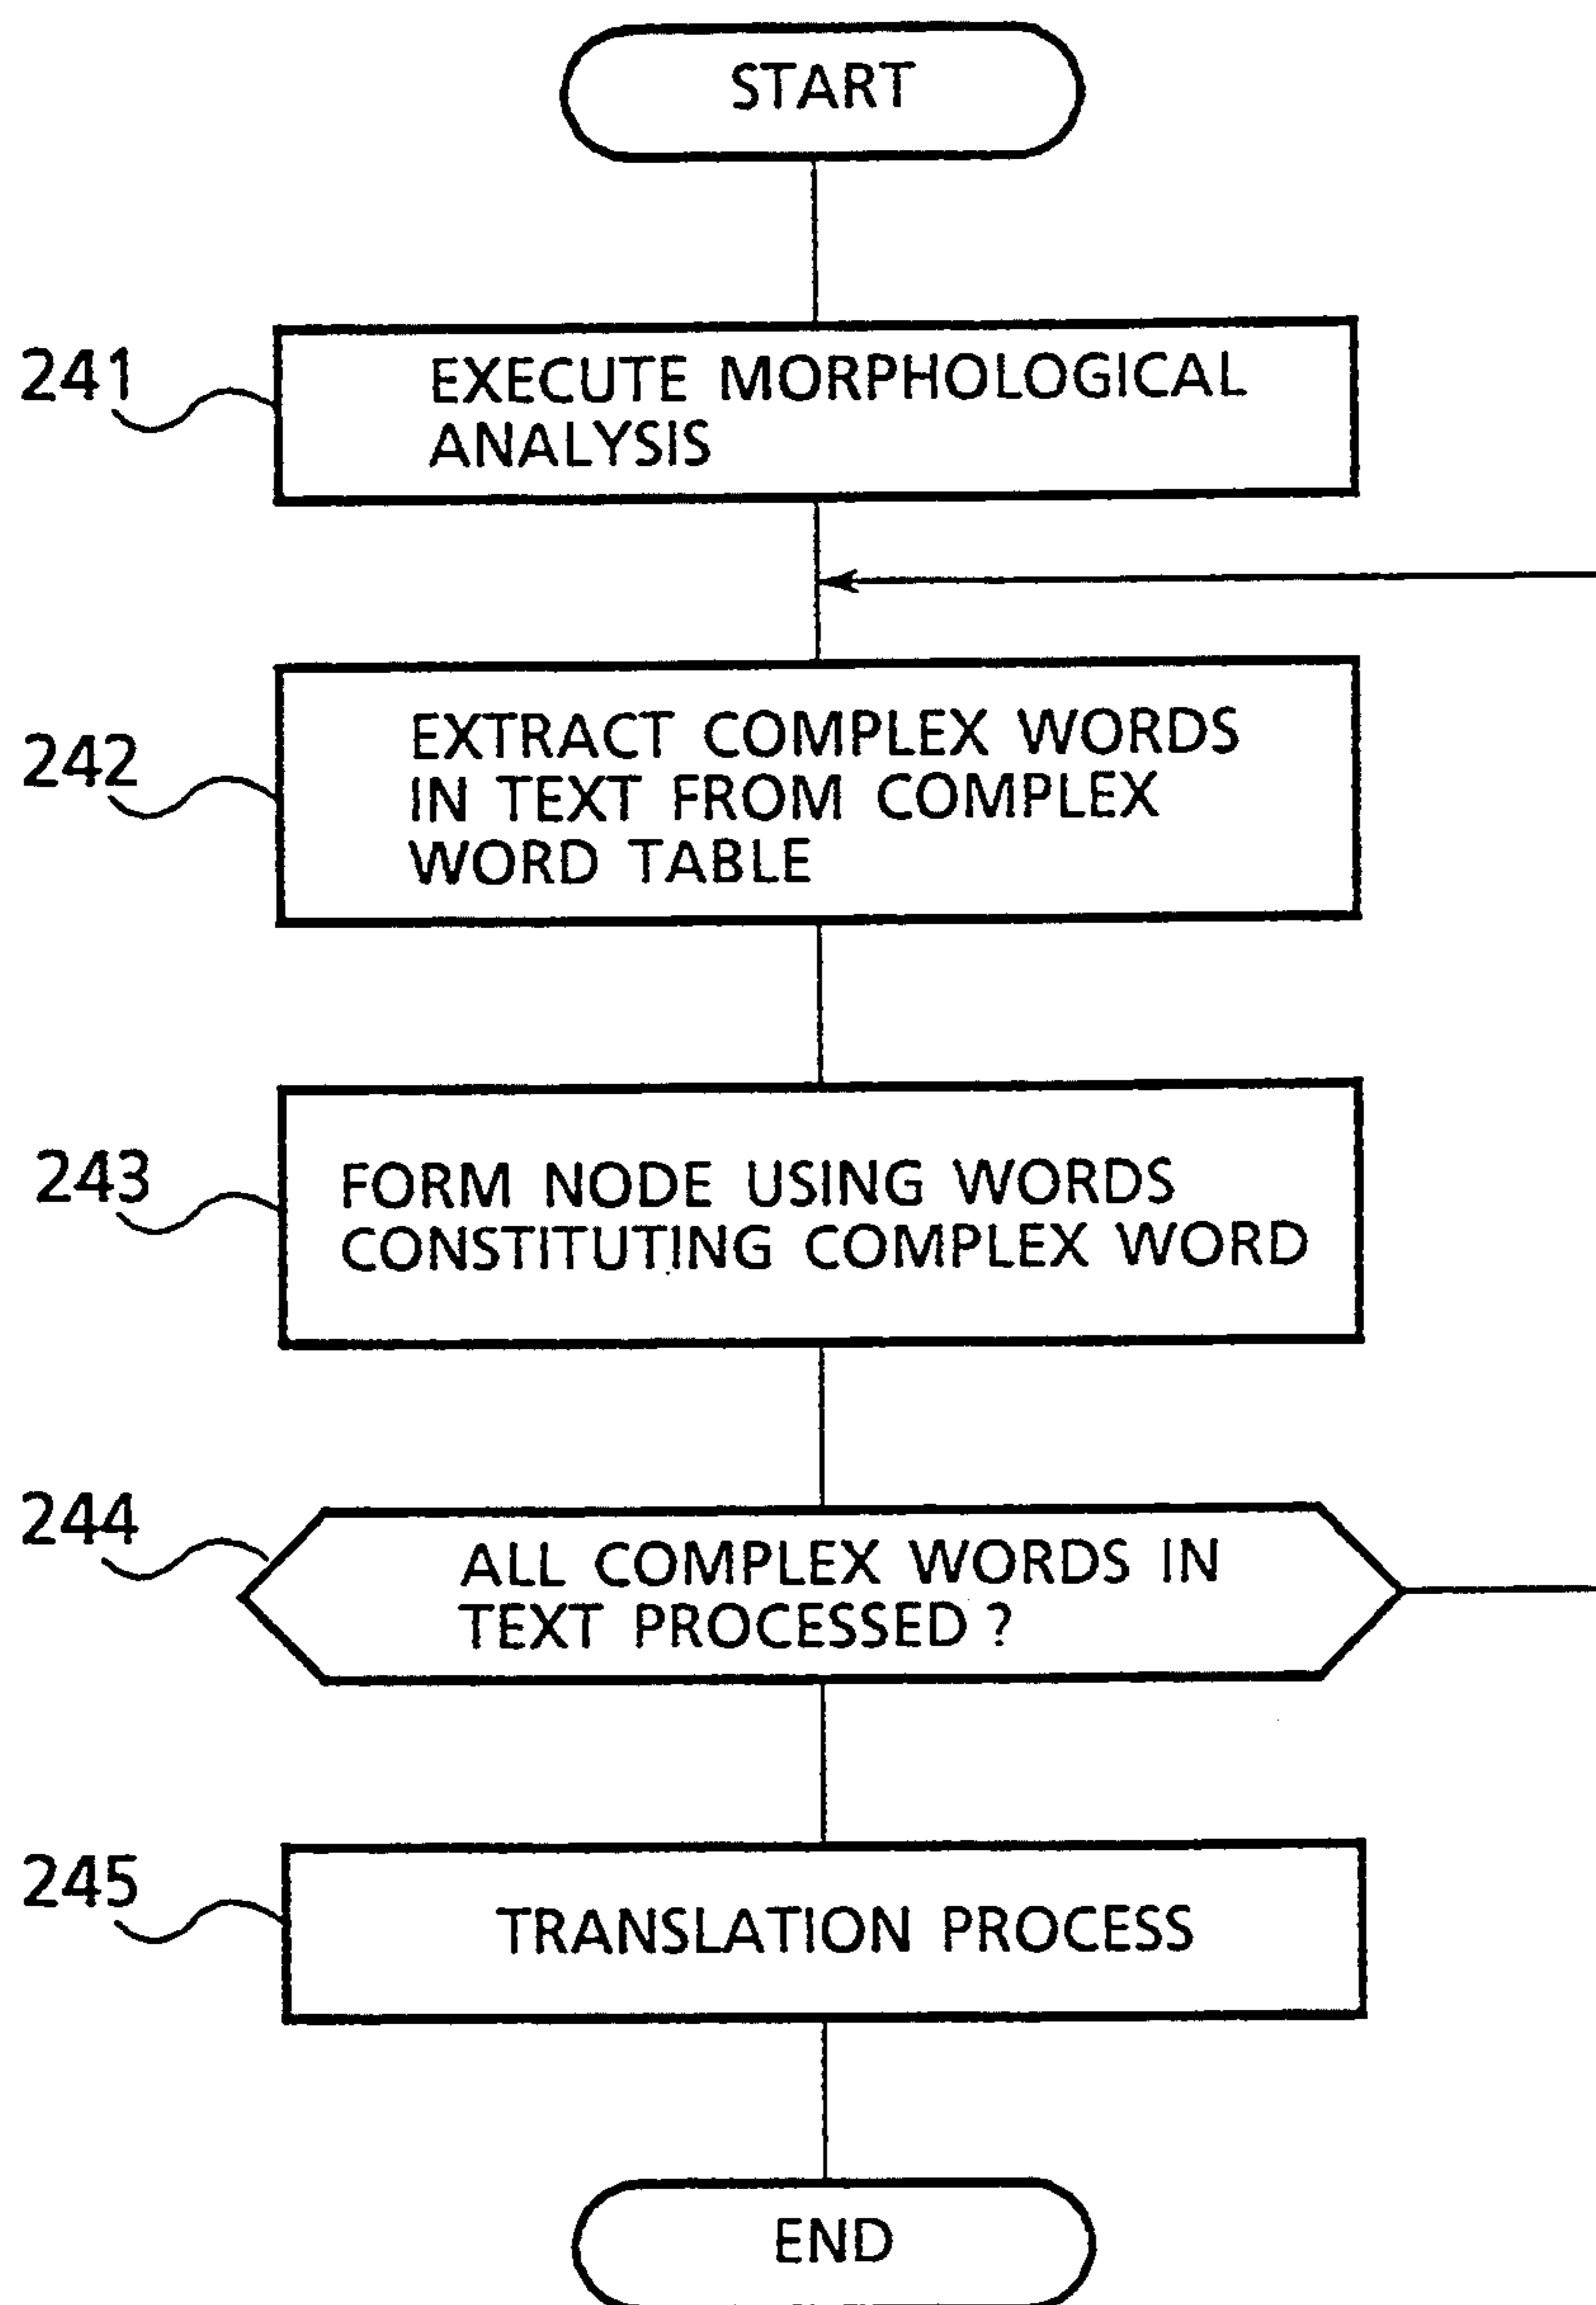 START
241
EXECUTE MORPHOLOGICAL
ANALYSIS
242
EXTRACT COMPLEX WORDS
IN TEXT FROM COMPLEX
WORD TABLE
243
FORM NODE USING WORDS
CONSTITUTING COMPLEX WORD
244
ALL COMPLEX WORDS IN
TEXT PROCESSED ?
245
TRANSLATION PROCESS
END